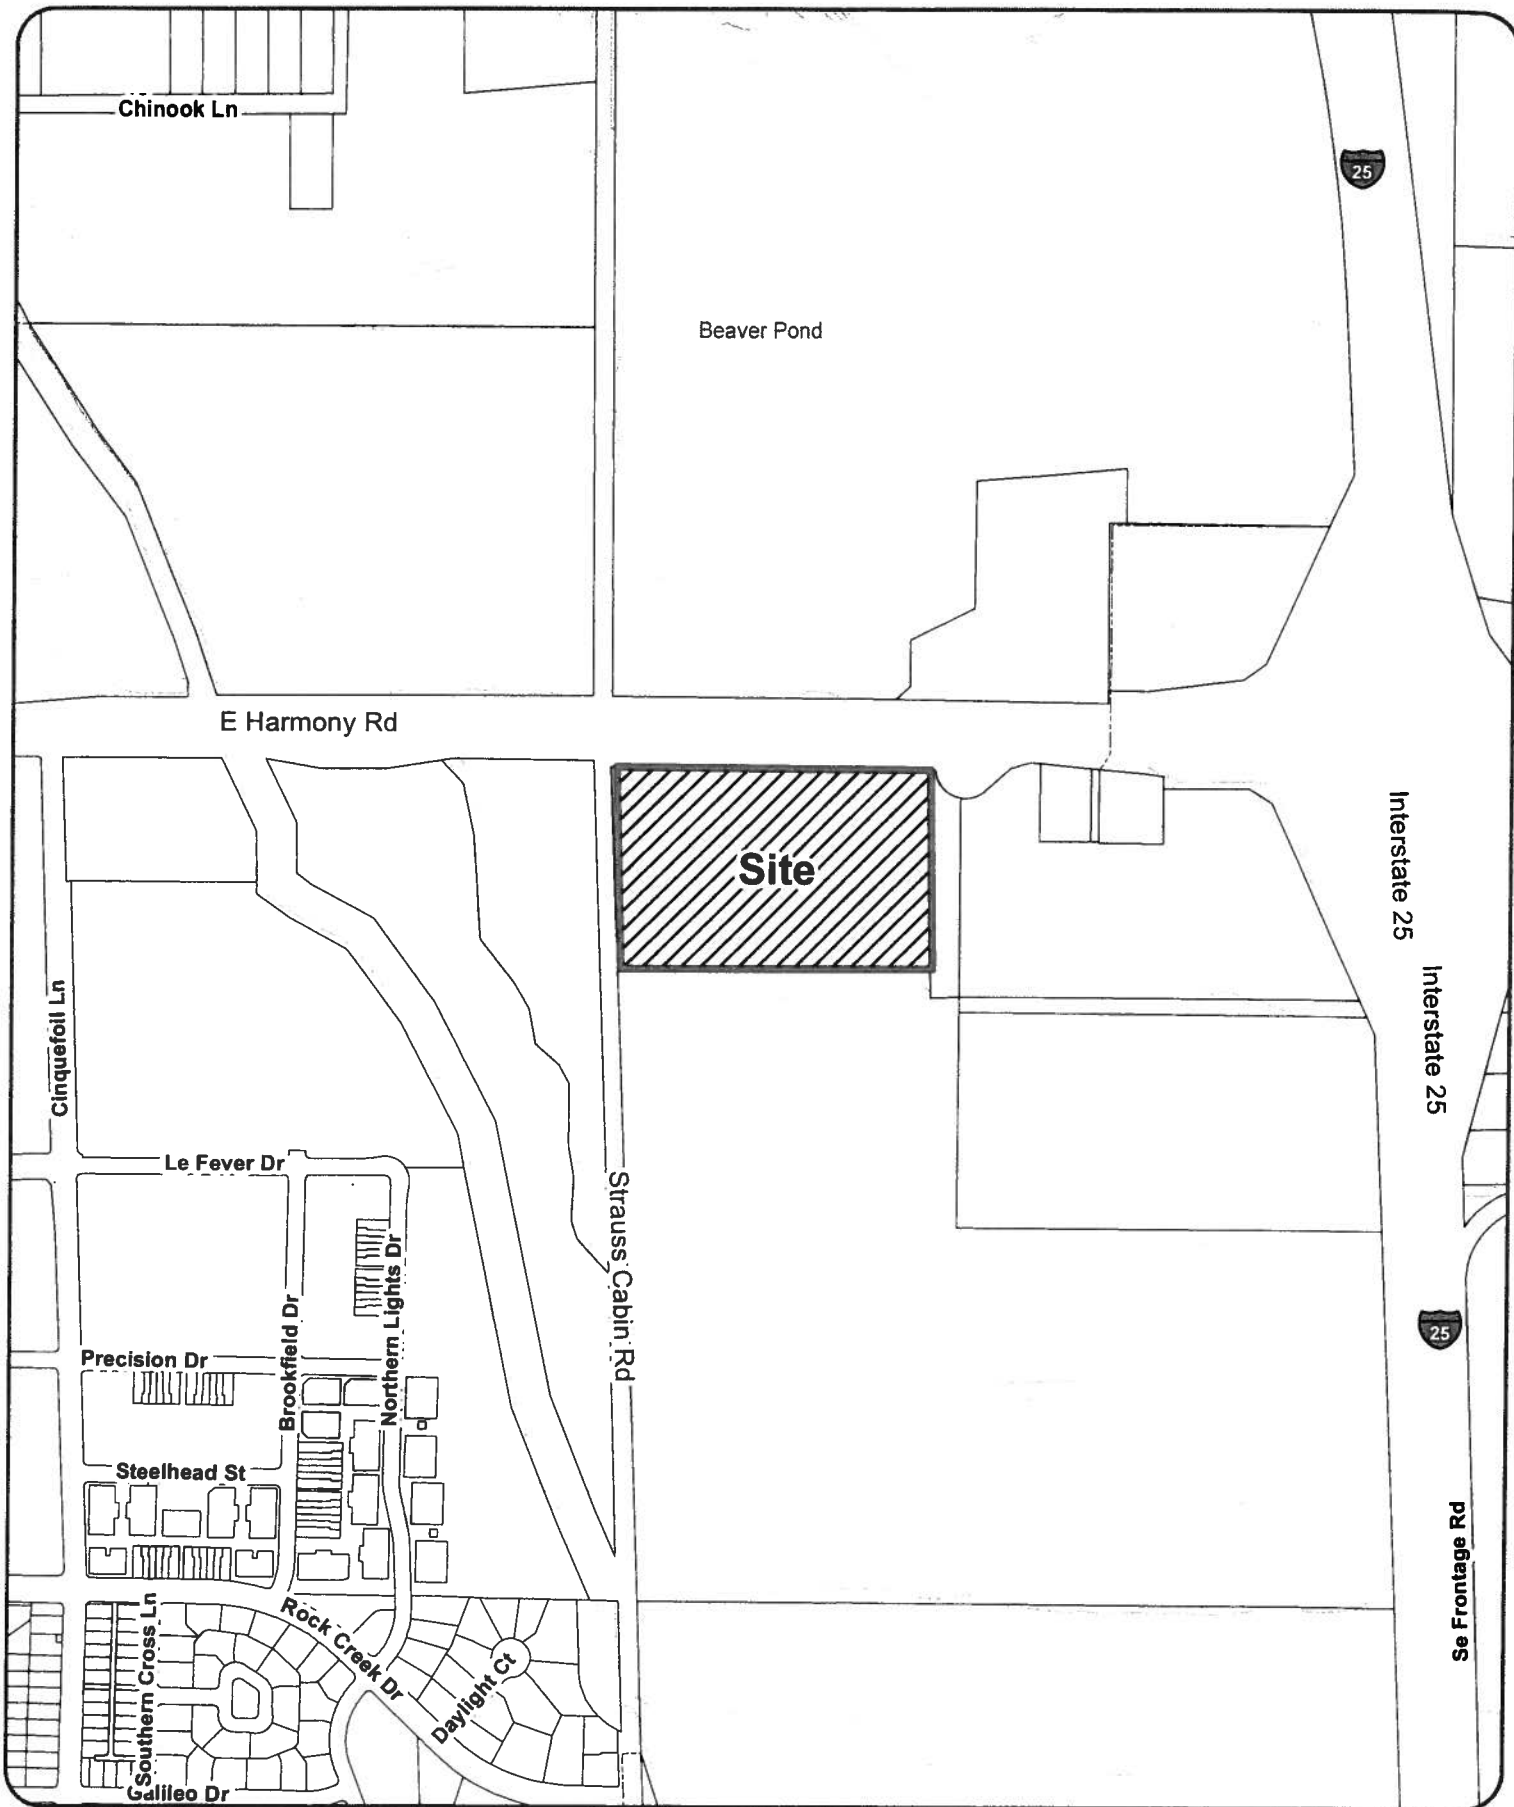 Chinook Ln
25
Beaver Pond
E Harmony Rd
Site
Interstate 25
Interstate 25
Cinquefoil Ln
Le Fever Dr
Strauss Cabin Rd
Northern Lights Dr
Brookfield Dr
25
Precision Dr
Steelhead St
Se Frontage Rd
Rock Creek Dr
Southern Cross Ln
Daylight Ct
Galileo Dr